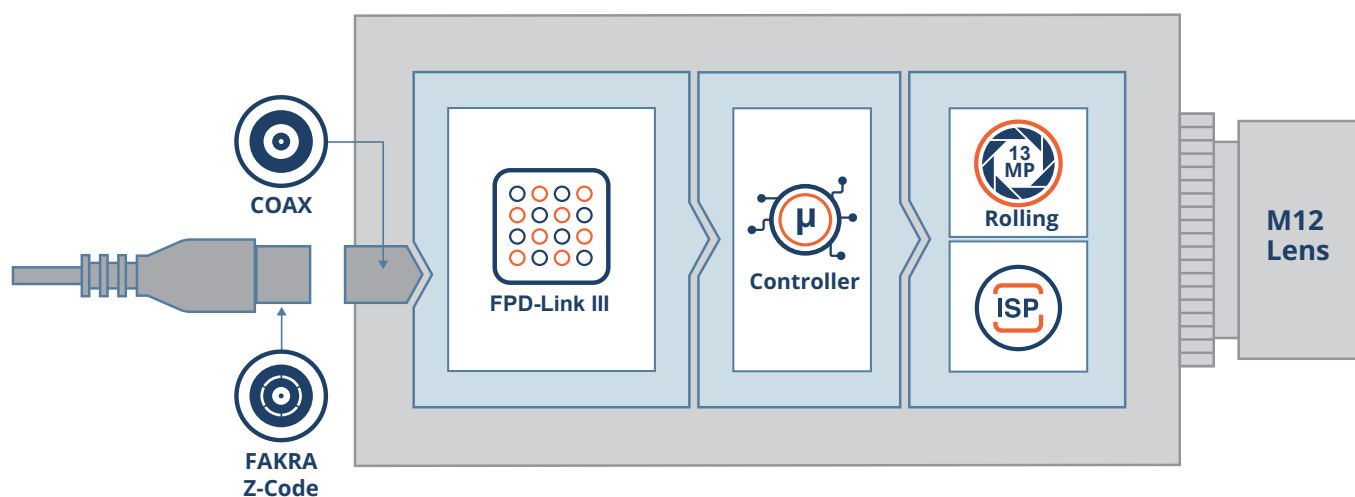 COAX
FAKRA
Z-Code
FPD-Link III
µ
Controller
13
MP
Rolling
ISP
M12
Lens